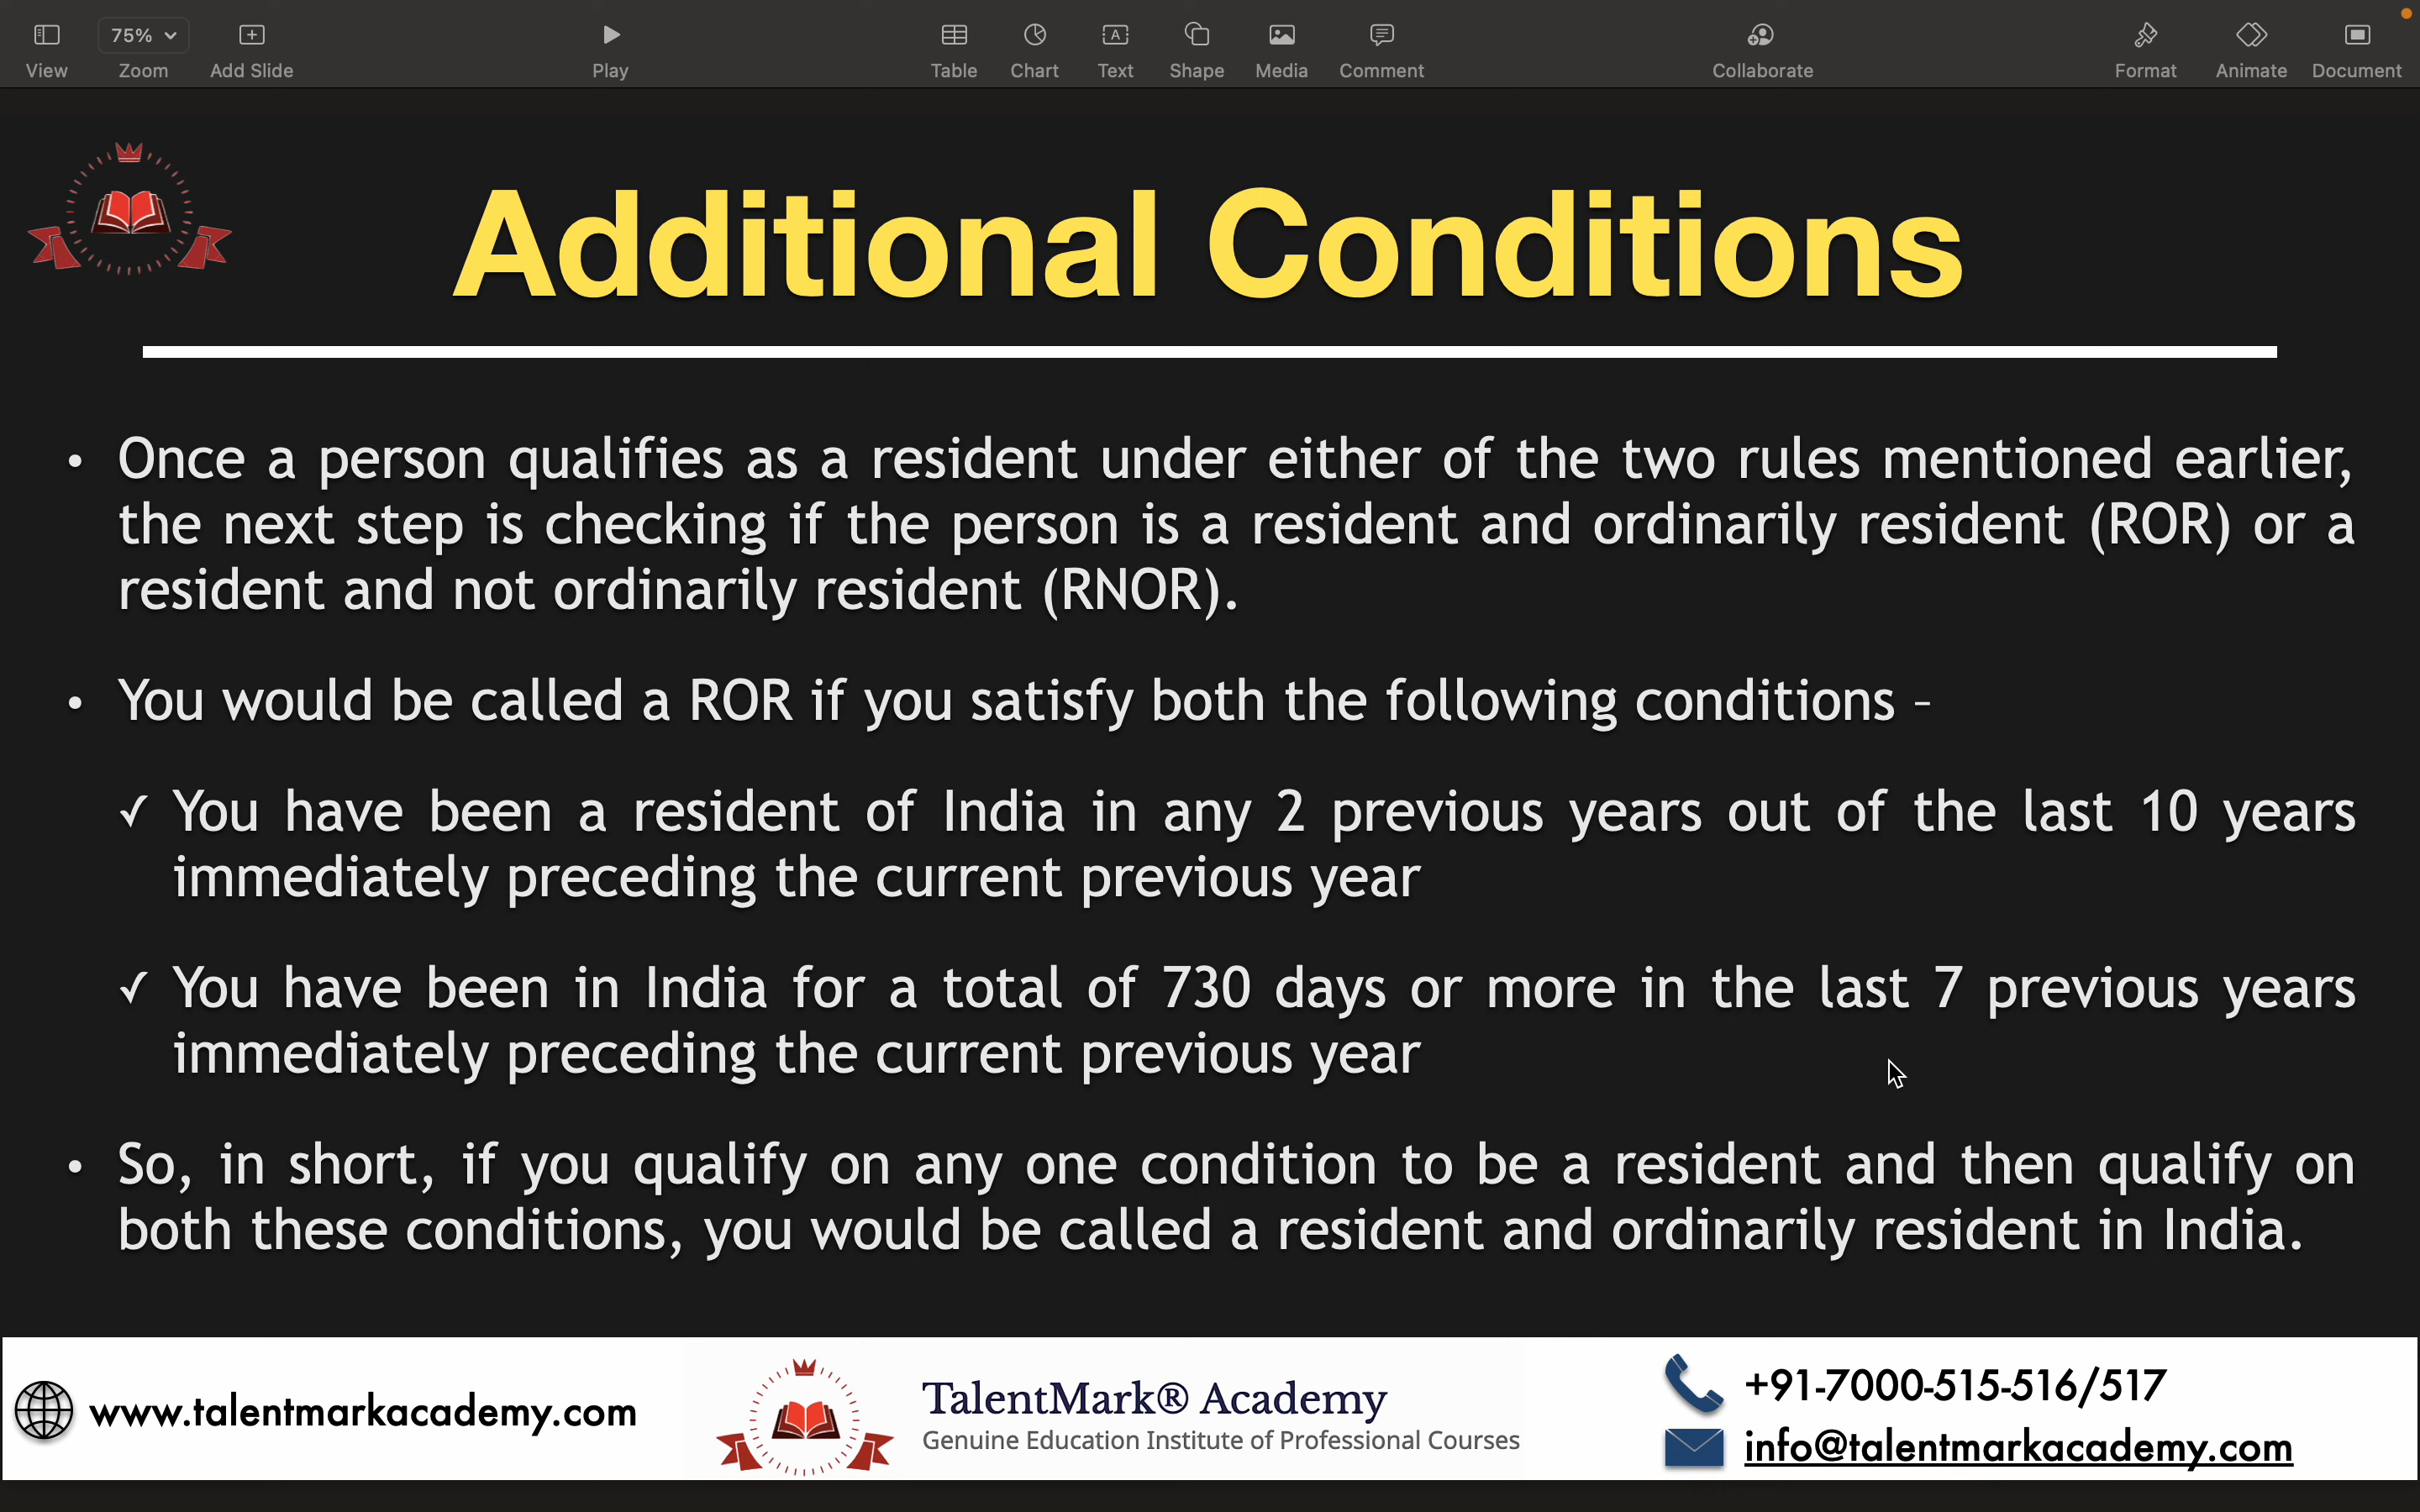 75%
View Zoom Add Slide Play Table Chart Text Shape Media Comment Collaborate Format Animate Document
Additional Conditions
• Once a person qualifies as a resident under either of the two rules mentioned earlier,
the next step is checking if the person is a resident and ordinarily resident (ROR) or a
resident and not ordinarily resident (RNOR).
• You would be called a ROR if you satisfy both the following conditions –
✓ You have been a resident of India in any 2 previous years out of the last 10 years
immediately preceding the current previous year
✓ You have been in India for a total of 730 days or more in the last 7 previous years
immediately preceding the current previous year
• So, in short, if you qualify on any one condition to be a resident and then qualify on
both these conditions, you would be called a resident and ordinarily resident in India.
www.talentmarkacademy.com
TalentMark® Academy
Genuine Education Institute of Professional Courses
+91-7000-515-516/517
info@talentmarkacademy.com